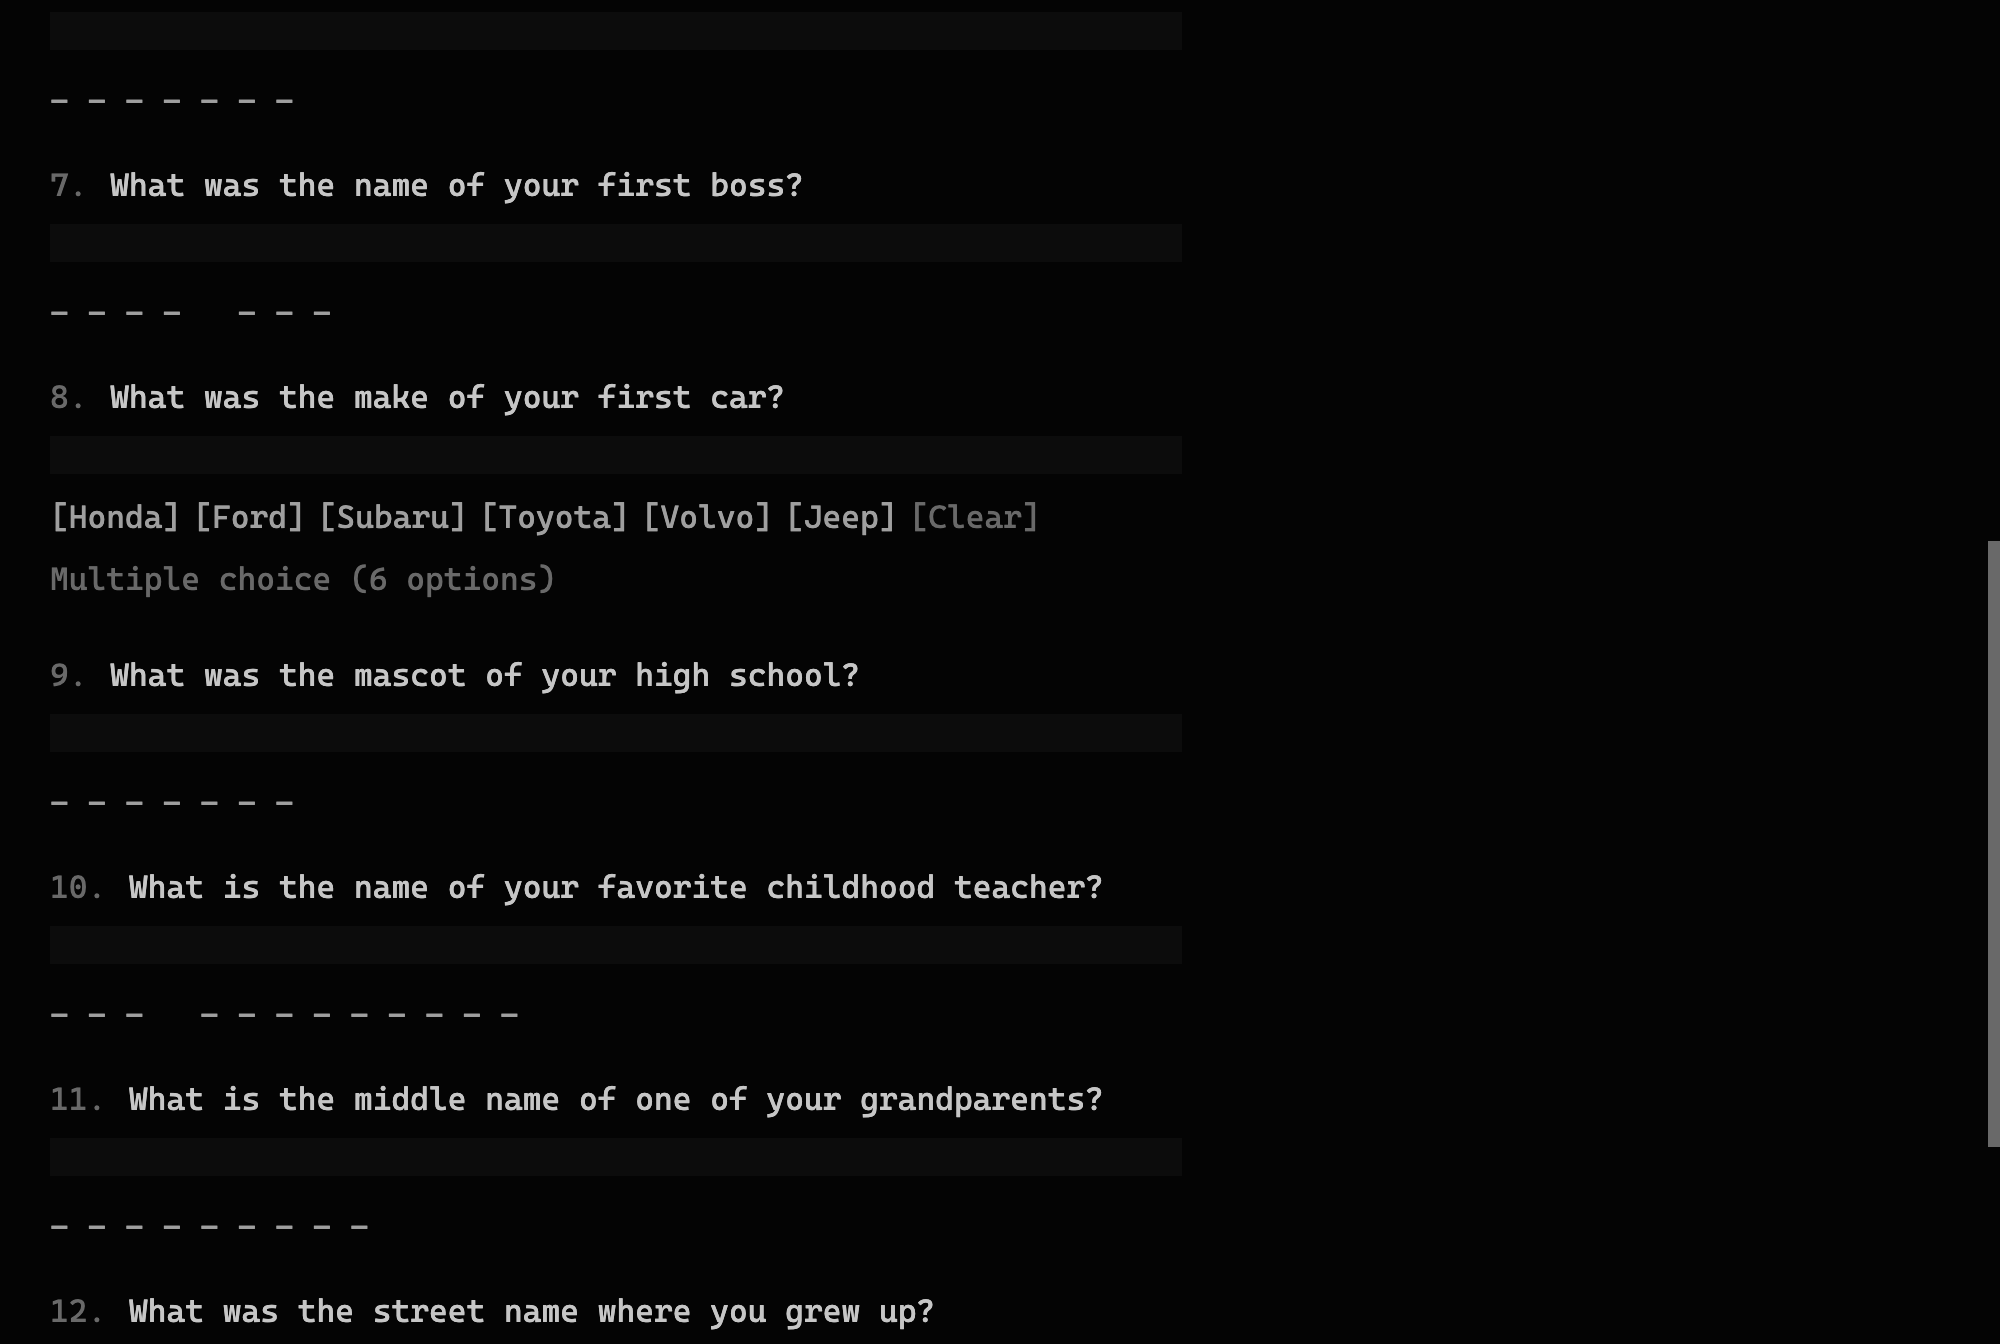 - - - - - - -
7. What was the name of your first boss?
- - - -   - - -
8. What was the make of your first car?
[Honda] [Ford] [Subaru] [Toyota] [Volvo] [Jeep] [Clear]
Multiple choice (6 options)
9. What was the mascot of your high school?
- - - - - - -
10. What is the name of your favorite childhood teacher?
- - -   - - - - - - - - -
11. What is the middle name of one of your grandparents?
- - - - - - - - -
12. What was the street name where you grew up?